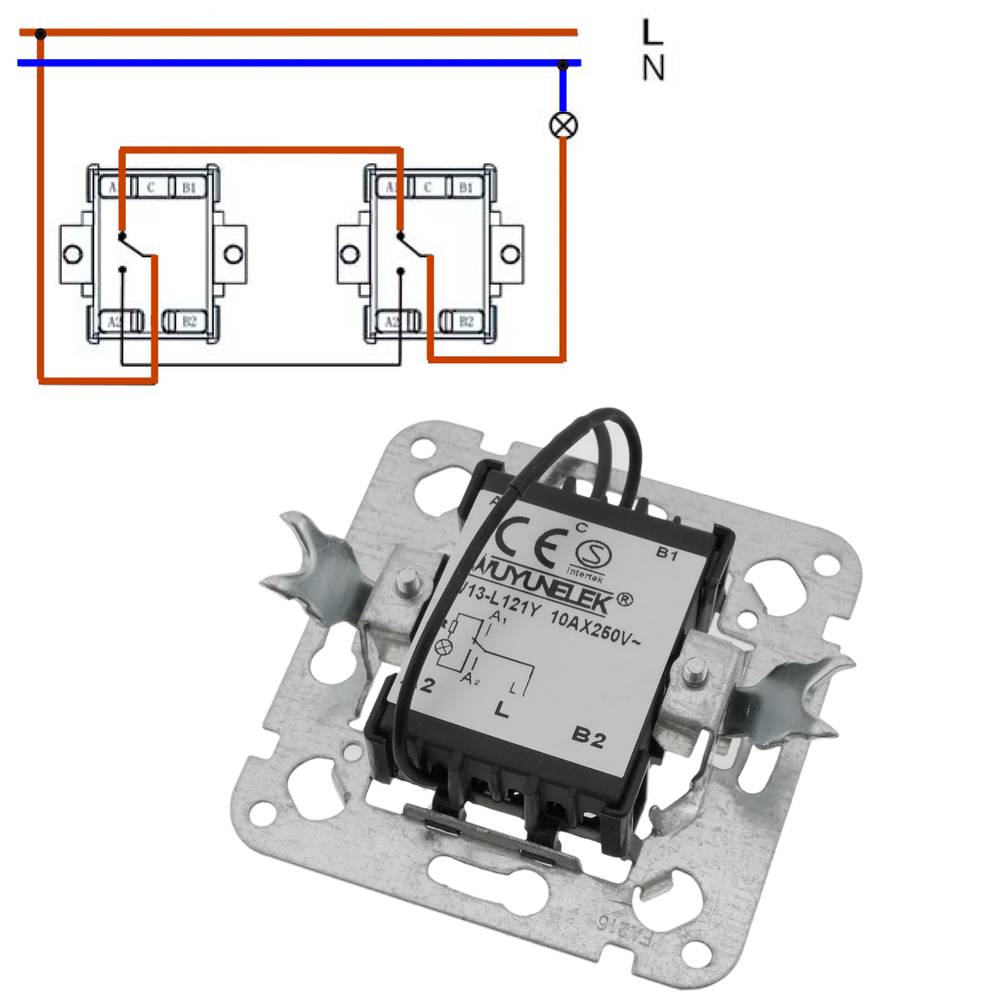 L
N
A1 C B1
A2 B2
A1 C B1
A2 B2
A
C
B1
CE S
Intertek
WUYUNELEK®
V13-L121Y 10AX250V~
R
A1
A2
L
2
L
B2
FA216